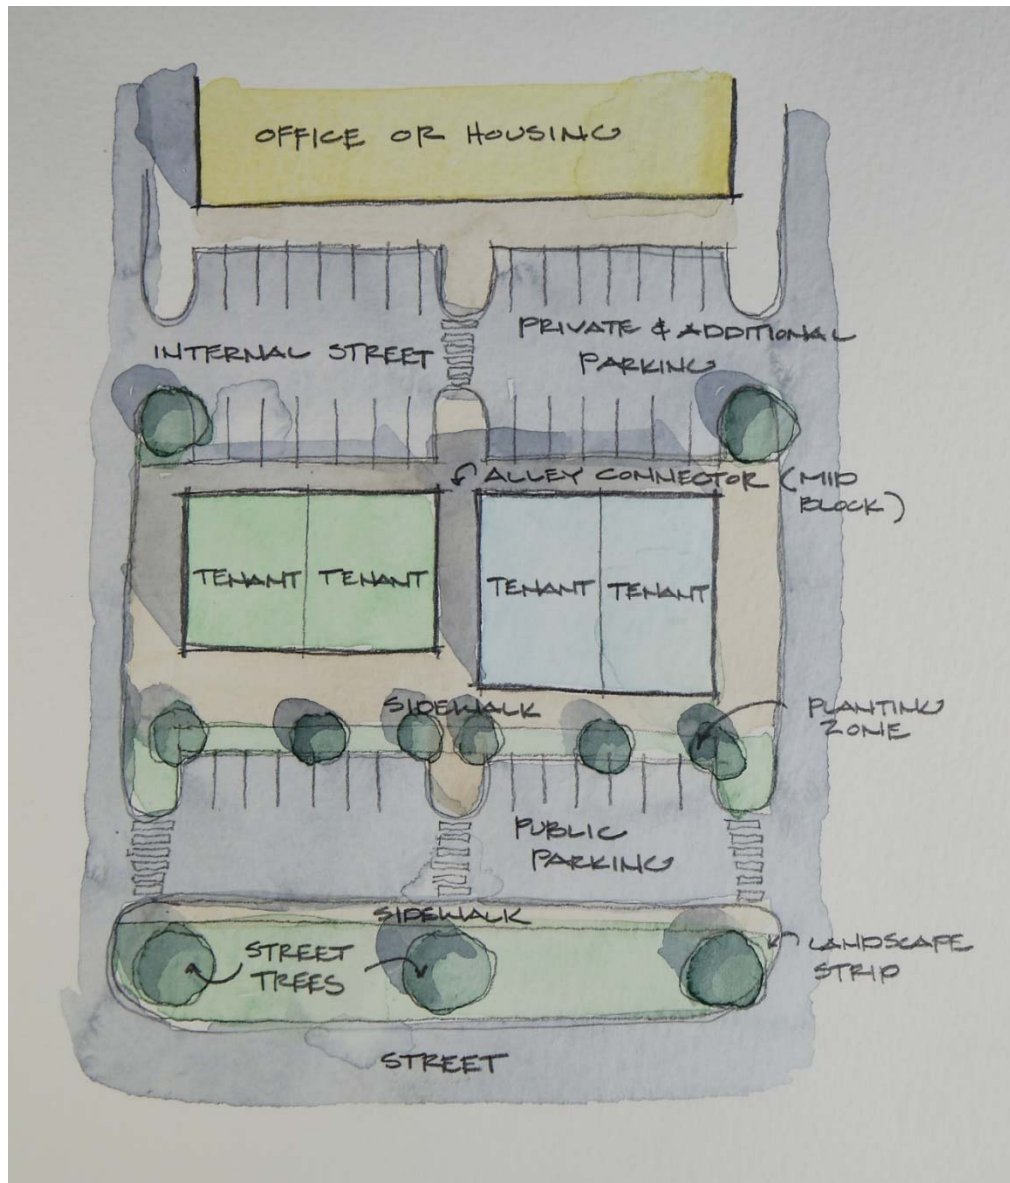 OFFICE OR HOUSING
PRIVATE & ADDITIONAL
PARKING
INTERNAL STREET
ALLEY CONNECTOR (MID
BLOCK)
TENANT TENANT
TENANT TENANT
SIDEWALK
PLANTING
ZONE
PUBLIC
PARKING
SIDEWALK
STREET
TREES
LANDSCAPE
STRIP
STREET